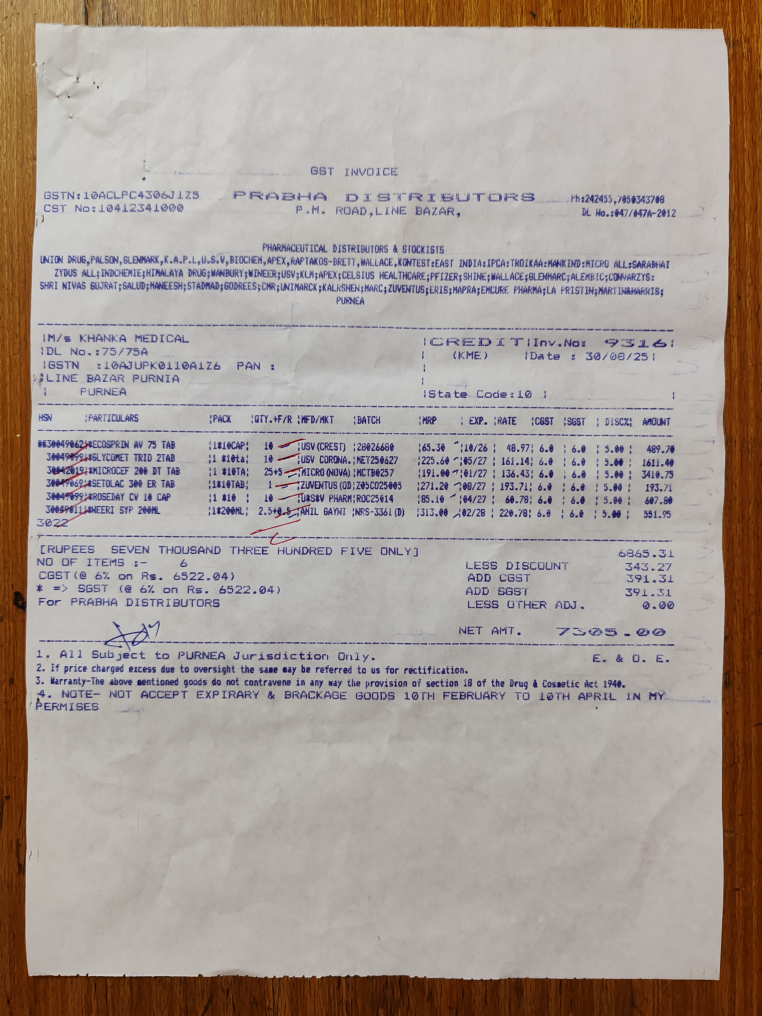 GST INVOICE
GSTN:10ACLPC4306J1Z5 PRABHA DISTRIBUTORS Ph:242455,7050343708
CST No:10412341000 P.M. ROAD,LINE BAZAR, DL No.:047/047A-2012
PHARMACEUTICAL DISTRIBUTORS & STOCKISTS
UNION DRUG,PALSON,GLENMARK,K.A.P.L,U.S.V,BIOCHEM,APEX,RAPTAKOS-BRETT,WALLACE,KONTEST:EAST INDIA:IPCA:TROIKAA:MANKIND:MICRO ALL:SARABHAI
ZYDUS ALL;INDCHEMIE;HIMALAYA DRUG;WANBURY;WINEER;USV;KLM;APEX;CELSIUS HEALTHCARE;PFIZER;SHINE;WALLACE;GLENMARC;ALEMBIC;CONVARZYS:
SHRI NIVAS GUJRAT;SALUD;MANEESH;STADMAD;GODREES;CMR;UNIMARCK;KALKSHEN;MARC;ZUVENTUS;ERIS;MAPRA;EMCURE PHARMA;LA PRISTIN;MARTIN&HARRIS;
PURNEA
|M/s KHANKA MEDICAL |CREDIT|Inv.No: 9316|
|DL No.:75/75A | (KME) |Date : 30/08/25|
|GSTN :10AJUPK0110A1Z6 PAN : |
|LINE BAZAR PURNIA |
| PURNEA |State Code:10 | |
HSN |PARTICULARS |PACK |QTY.+F/R |MFD/MKT |BATCH |MRP | EXP. |RATE |CGST |SGST | DISC%| AMOUNT
**30049062|*ECOSPRIN AV 75 TAB |1*10CAP| 10 |USV(CREST) |28026680 |65.30 |10/26 | 48.97| 6.0 | 6.0 | 5.00 | 489.70
30049099|*GLYCOMET TRIO 2TAB |1 *10ta| 10 |USV CORONA.|NET250627 |225.60 |05/27 | 161.14| 6.0 | 6.0 | 5.00 | 1611.40
30042019|*MICROCEF 200 DT TAB |1 *10TA| 25+5 |MICRO(NOVA)|MCTB0257 |191.00 |01/27 | 136.43| 6.0 | 6.0 | 5.00 | 3410.75
30049069|*SETOLAC 300 ER TAB |1*10TAB| 1 |ZUVENTUS(OD|Z05CO25005 |271.20 |08/27 | 193.71| 6.0 | 6.0 | 5.00 | 193.71
30049099|*ROSEDAY CV 10 CAP |1 *10 | 10 |U*S*V PHARM|ROC25014 |85.10 |04/27 | 60.78| 6.0 | 6.0 | 5.00 | 607.80
30049011|*NEERI SYP 200ML |1*200ML| 2.5+0.5 |AMIL GAYNI |NRS-3361(D) |313.00 |02/28 | 220.78| 6.0 | 6.0 | 5.00 | 551.95
3022
[RUPEES SEVEN THOUSAND THREE HUNDRED FIVE ONLY] 6865.31
NO OF ITEMS :- 6 LESS DISCOUNT 343.27
CGST(@ 6% on Rs. 6522.04) ADD CGST 391.31
* => SGST (@ 6% on Rs. 6522.04) ADD SGST 391.31
For PRABHA DISTRIBUTORS LESS OTHER ADJ. 0.00
NET AMT. 7305.00
1. All Subject to PURNEA Jurisdiction Only. E. & O. E.
2. If price charged excess due to oversight the same may be referred to us for rectification.
3. Warranty-The above mentioned goods do not contravene in any way the provision of section 18 of the Drug & Cosmetic Act 1940.
4. NOTE- NOT ACCEPT EXPIRARY & BRACKAGE GOODS 10TH FEBRUARY TO 10TH APRIL IN MY
PERMISES